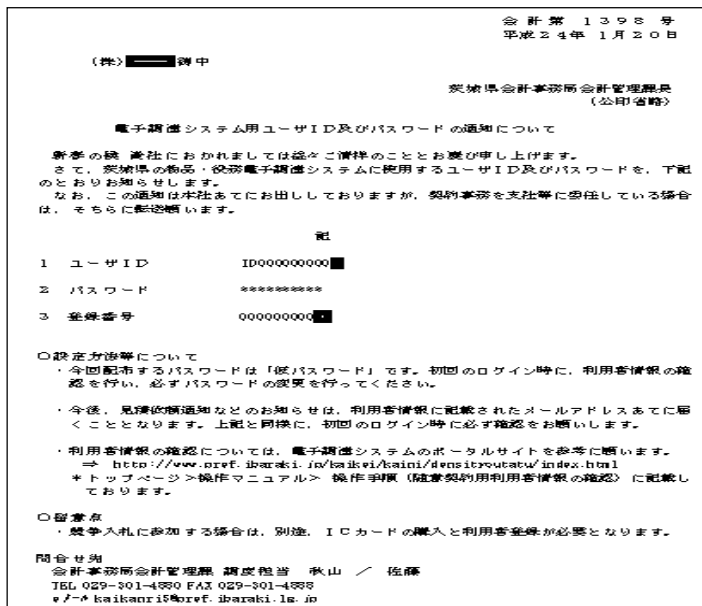 会計第1398号
平成24年1月20日
(株) 御中
茨城県会計事務局会計管理課長
(公印省略)
電子調達システム用ユーザID及びパスワードの通知について
新春の候 貴社におかれましては益々ご清祥のこととお慶び申し上げます。
さて,茨城県の物品・役務電子調達システムに使用するユーザID及びパスワードを,下記
のとおりお知らせします。
なお,この通知は本社あてにお出ししておりますが,契約事務を支社等に委任している場合
は,そちらに転送願います。
記
1 ユーザID ID000000000
2 パスワード **********
3 登録番号 000000000
○設定方法等について
・今回配布するパスワードは「仮パスワード」です。初回のログイン時に,利用者情報の確
認を行い,必ずパスワードの変更を行ってください。
・今後,見積依頼通知などのお知らせは,利用者情報に記載されたメールアドレスあてに届
くこととなります。上記と同様に,初回のログイン時に必ず確認をお願いします。
・利用者情報の確認については,電子調達システムのポータルサイトを参考に願います。
⇒ http://www.pref.ibaraki.jp/kaikei/kaini/densityoutatu/index.html
*トップページ>操作マニュアル> 操作手順(随意契約用利用者情報の確認)に記載し
ております。
○留意点
・競争入札に参加する場合は,別途,ICカードの購入と利用者登録が必要となります。
問合せ先
会計事務局会計管理課 調度担当 秋山 / 佐藤
TEL 029-301-4880 FAX 029-301-4888
e/-* kaikanri5@pref.ibaraki.lg.jp